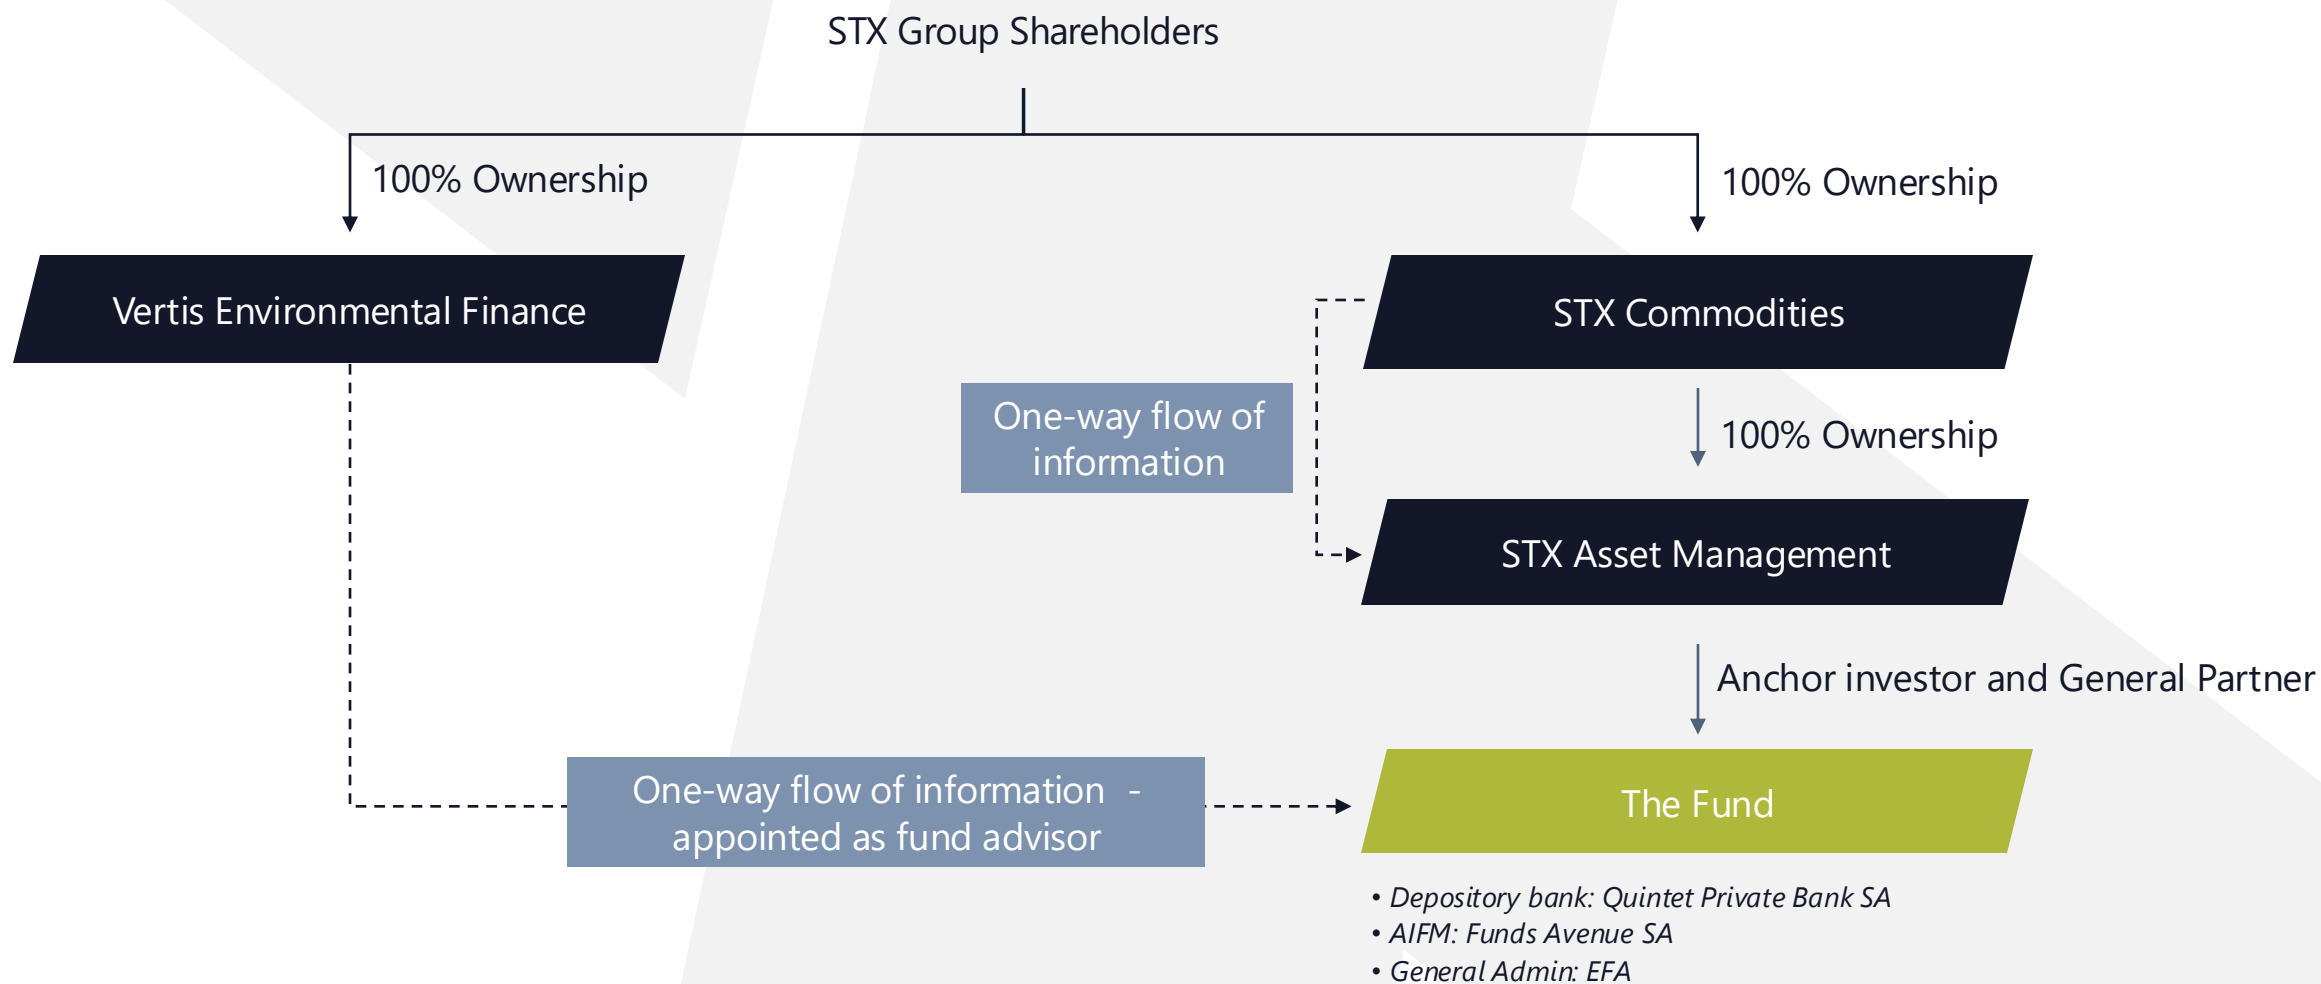 STX Group Shareholders
100% Ownership
100% Ownership
Vertis Environmental Finance
STX Commodities
One-way flow of
information
100% Ownership
STX Asset Management
Anchor investor and General Partner
One-way flow of information -
appointed as fund advisor
The Fund
• Depository bank: Quintet Private Bank SA
• AIFM: Funds Avenue SA
• General Admin: EFA